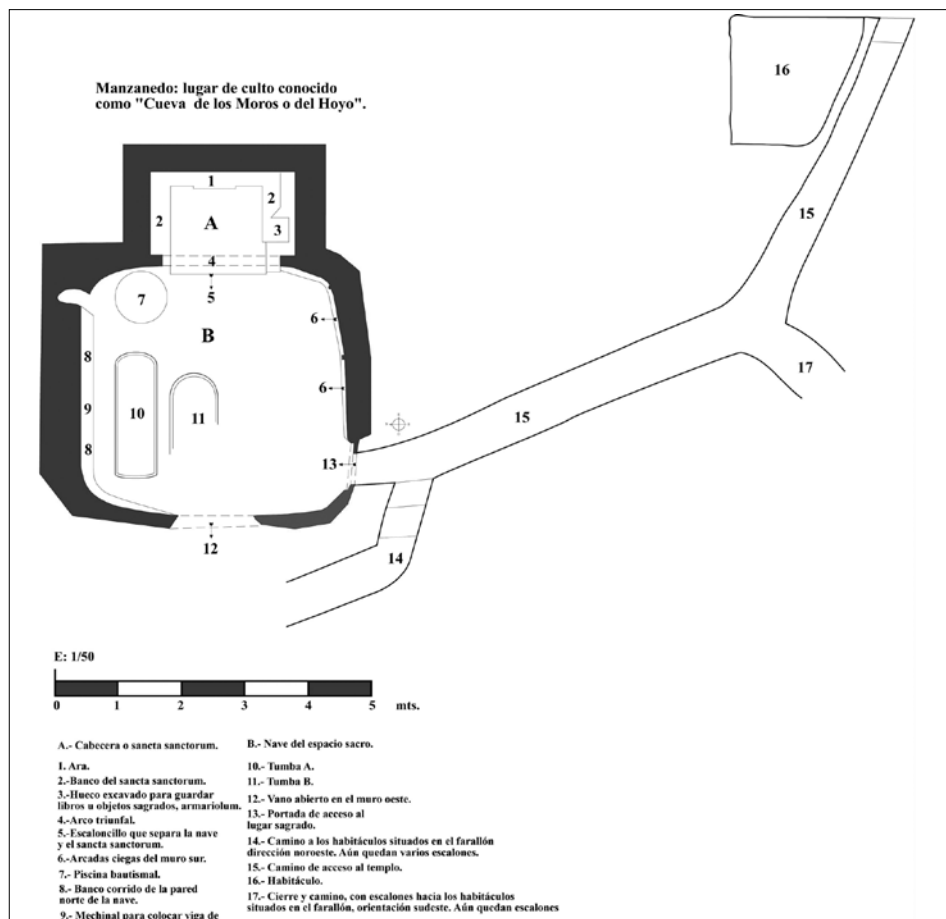 Manzanedo: lugar de culto conocido
como "Cueva de los Moros o del Hoyo".
16
1
2
2
A
3
15
4
7
5
6
B
8
17
6
10
11
9
15
8
13
12
14
E: 1/50
0 1 2 3 4 5 mts.
A.- Cabecera o sancta sanctorum.
1. Ara.
2.-Banco del sancta sanctorum.
3.-Hueco excavado para guardar
libros u objetos sagrados, armariolum.
4.-Arco triunfal.
5.-Escaloncillo que separa la nave
y el sancta sanctorum.
6.-Arcadas ciegas del muro sur.
7.- Piscina bautismal.
8.- Banco corrido de la pared
norte de la nave.
9.- Mechinal para colocar viga de
B.- Nave del espacio sacro.
10.- Tumba A.
11.- Tumba B.
12.- Vano abierto en el muro oeste.
13.- Portada de acceso al
lugar sagrado.
14.- Camino a los habitáculos situados en el farallón
dirección noroeste. Aún quedan varios escalones.
15.- Camino de acceso al templo.
16.- Habitáculo.
17.- Cierre y camino, con escalones hacia los habitáculos
situados en el farallón, orientación sudeste. Aún quedan escalones